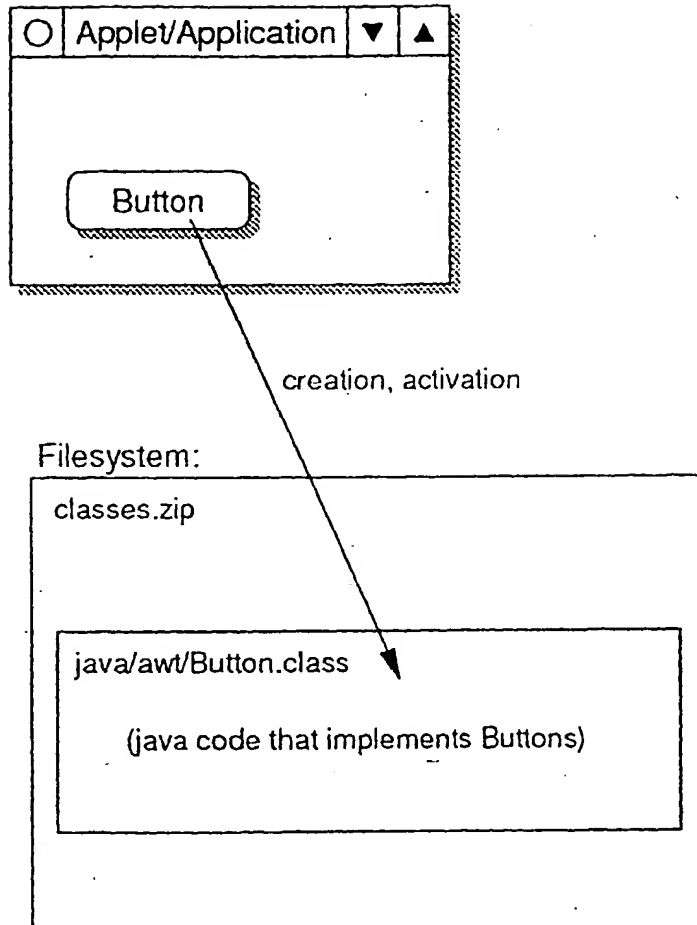 Applet/Application
Button
creation, activation
Filesystem:
classes.zip
java/awt/Button.class
(java code that implements Buttons)